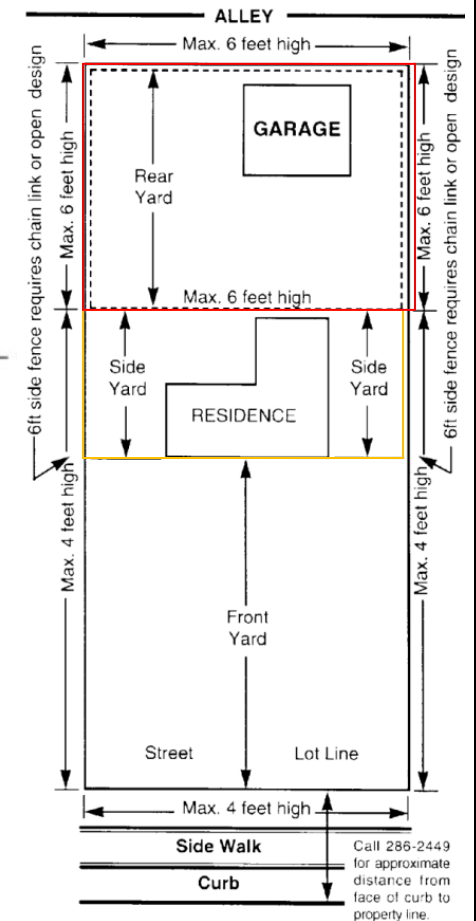 ALLEY
Max. 6 feet high
6ft side fence requires chain link or open design
Max. 6 feet high
GARAGE
Rear
Yard
Max. 6 feet high
6ft side fence requires chain link or open design
Max. 6 feet high
Side
Yard
Side
Yard
RESIDENCE
Max. 4 feet high
Max. 4 feet high
Front
Yard
Street
Lot Line
Max. 4 feet high
Side Walk
Curb
Call 286-2449
for approximate
distance from
face of curb to
property line.